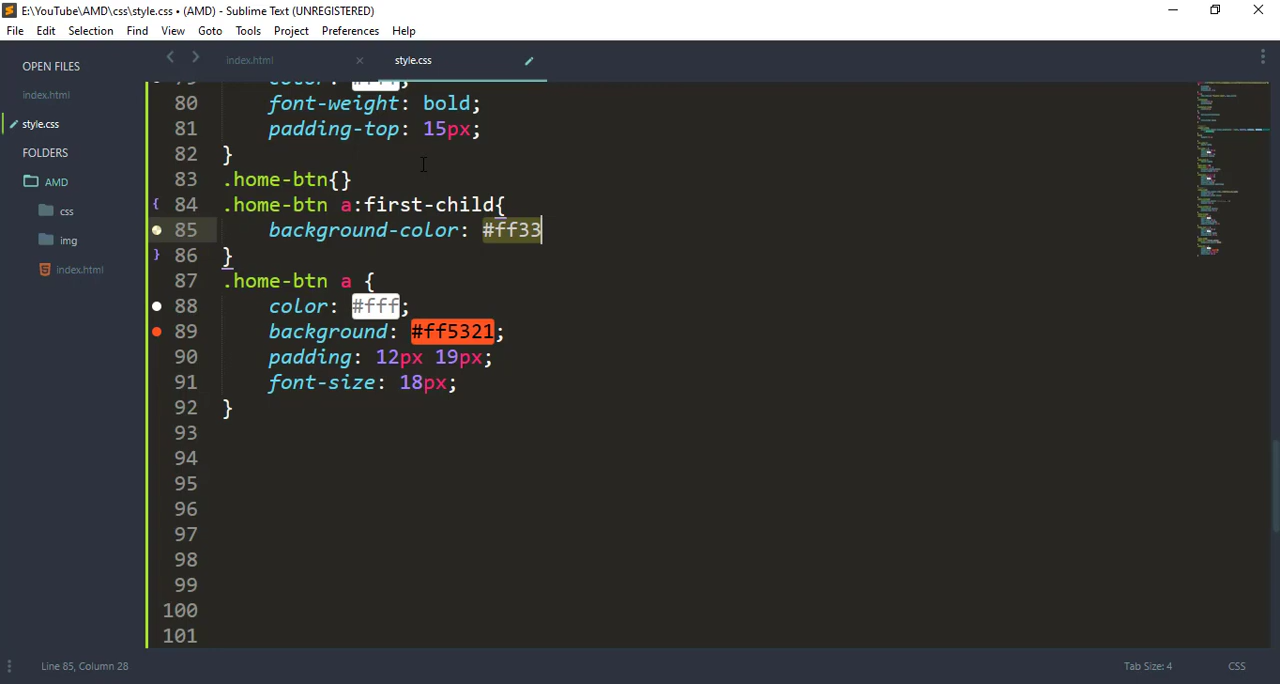 E:\YouTube\AMD\css\style.css • (AMD) - Sublime Text (UNREGISTERED)
File Edit Selection Find View Goto Tools Project Preferences Help
OPEN FILES
index.html
style.css
FOLDERS
AMD
css
img
index.html
index.html
style.css
80 font-weight: bold;
81 padding-top: 15px;
82 }
83 .home-btn{}
84 .home-btn a:first-child{
85 background-color: #ff33
86 }
87 .home-btn a {
88 color: #fff;
89 background: #ff5321;
90 padding: 12px 19px;
91 font-size: 18px;
92 }
93
94
95
96
97
98
99
100
101
Line 85, Column 28
Tab Size: 4
CSS